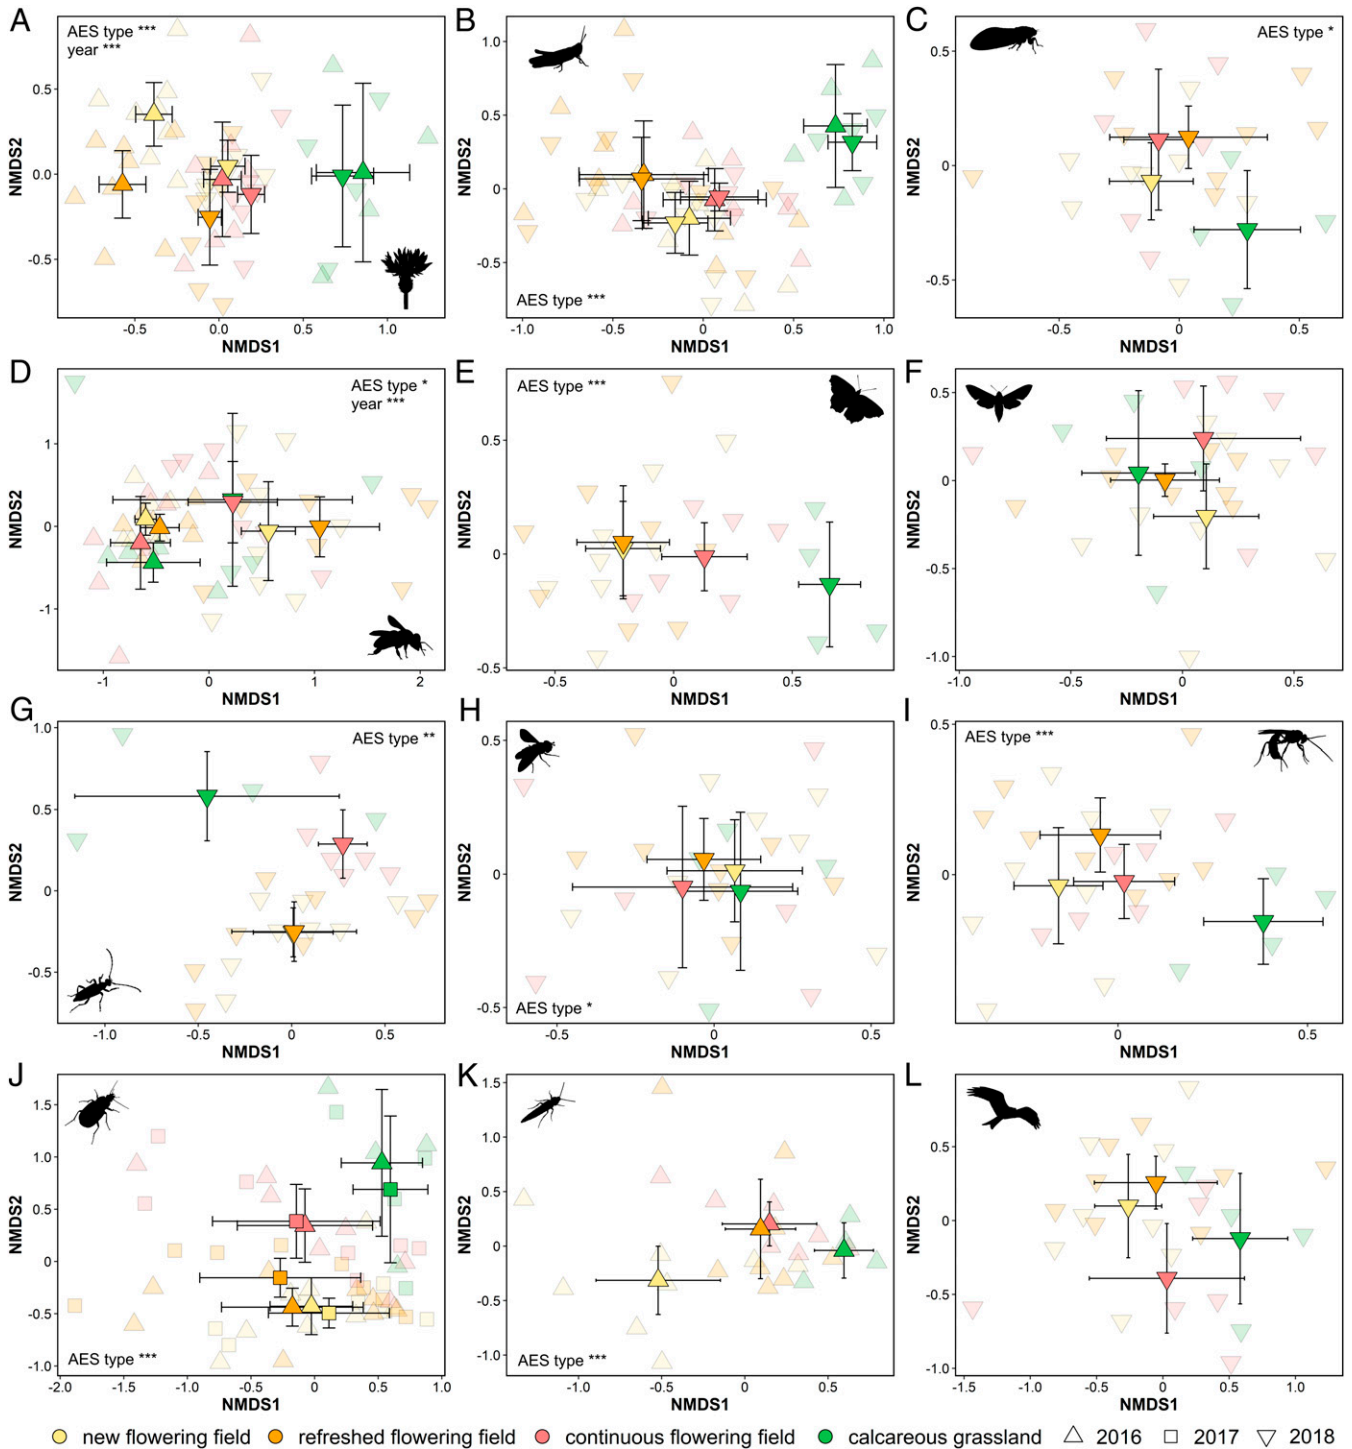 A
AES type ***
year ***
0.5
0.0
-0.5
NMDS2
-0.5
0.0
0.5
1.0
NMDS1
B
1.0
0.5
0
-0.5
NMDS2
AES type ***
-1.0
-0.5
0
0.5
1.0
NMDS1
C
AES type *
0.5
0
-0.5
NMDS2
-0.5
0
0.5
NMDS1
D
AES type *
year ***
1
0
-1
NMDS2
-1
0
1
2
NMDS1
E
AES type ***
0.5
0
-0.5
NMDS2
-0.5
0
0.5
NMDS1
F
0.5
0
-0.5
-1.0
NMDS2
-1.0
-0.5
0
0.5
NMDS1
G
AES type **
1.0
0.5
0
-0.5
NMDS2
-1.0
-0.5
0
0.5
NMDS1
H
0.5
0
-0.5
NMDS2
AES type *
-0.5
0
0.5
NMDS1
I
AES type ***
0.5
0
NMDS2
0
0.5
NMDS1
J
1.5
1.0
0.5
0
-0.5
-1.0
NMDS2
AES type ***
-2.0
-1.5
-1.0
-0.5
0
0.5
1.0
NMDS1
K
1.5
1.0
0.5
0
-0.5
-1.0
NMDS2
AES type ***
-1.0
-0.5
0
0.5
NMDS1
L
0.5
0
-0.5
-1.0
NMDS2
-1.5
-1.0
-0.5
0
0.5
1.0
NMDS1
new flowering field refreshed flowering field continuous flowering field calcareous grassland 2016 2017 2018